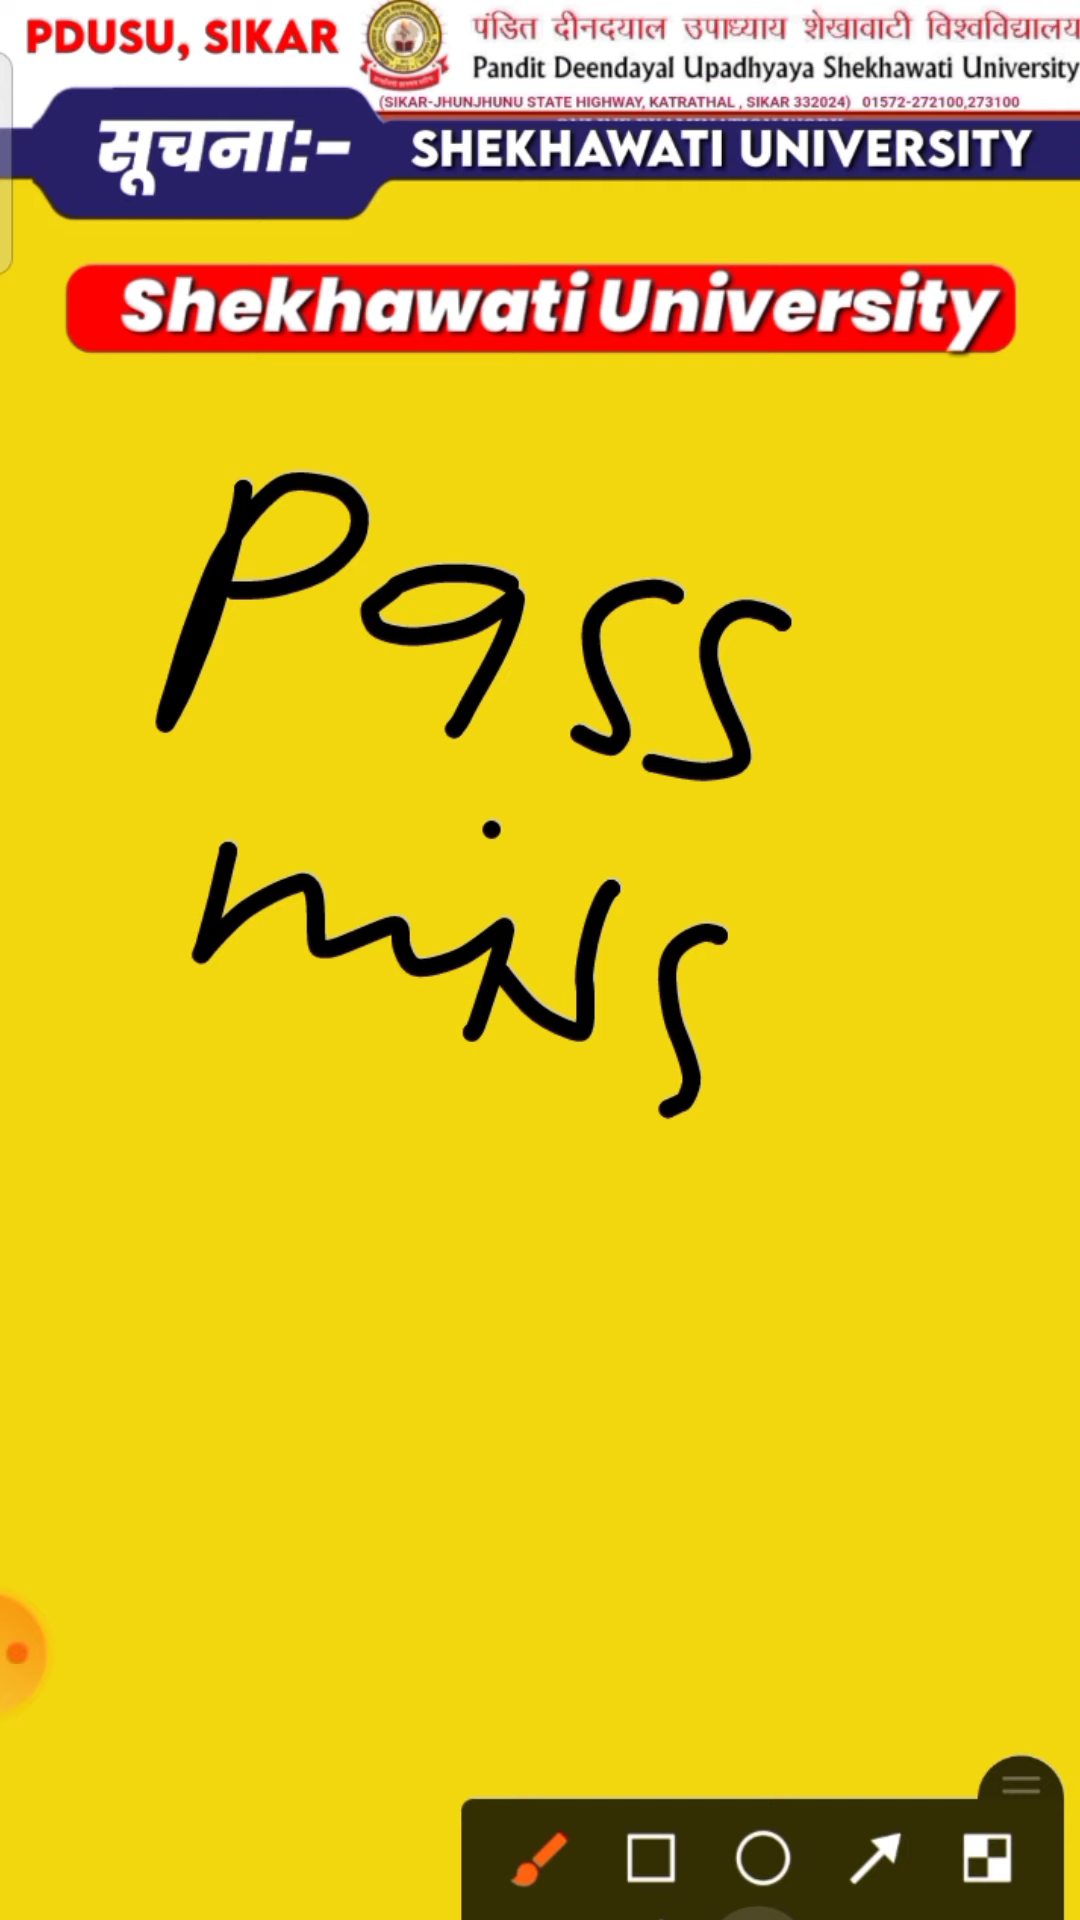 PDUSU, SIKAR
पंडित दीनदयाल उपाध्याय शेखावाटी विश्वविद्यालय
Pandit Deendayal Upadhyaya Shekhawati University
(SIKAR-JHUNJHUNU STATE HIGHWAY, KATRATHAL , SIKAR 332024) 01572-272100,273100
सूचना:-
SHEKHAWATI UNIVERSITY
Shekhawati University
Pass
miNS